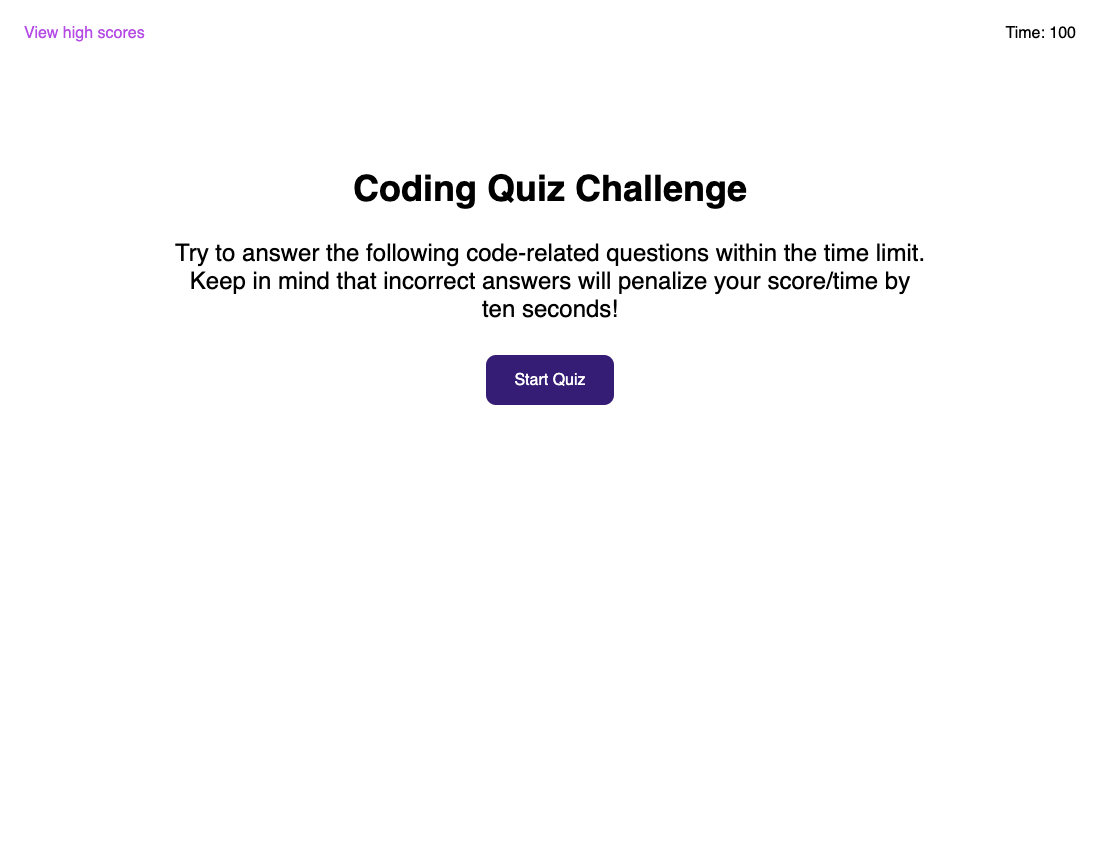 View high scores
Time: 100
Coding Quiz Challenge
Try to answer the following code-related questions within the time limit.
Keep in mind that incorrect answers will penalize your score/time by
ten seconds!
Start Quiz